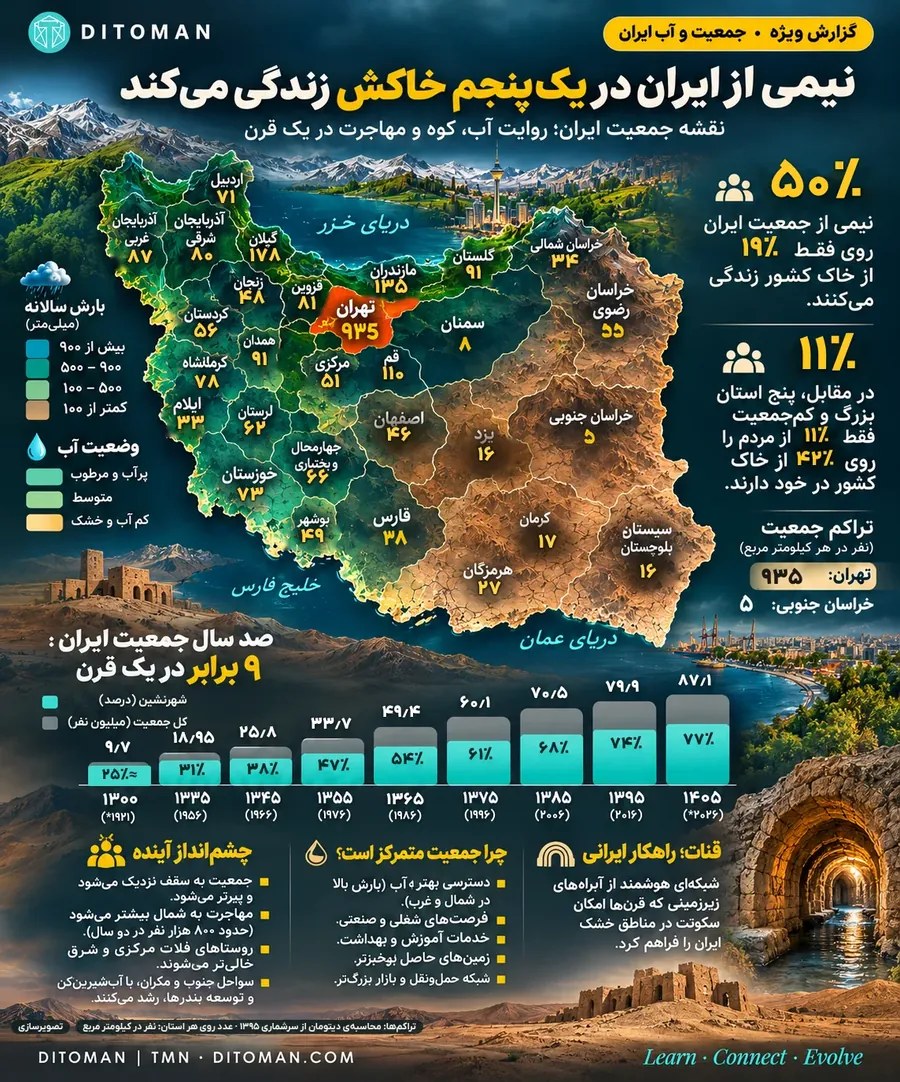 DITOMAN
گزارش ویژه • جمعیت و آب ایران
نیمی از ایران در یک‌پنجم خاکش زندگی می‌کند
نقشه جمعیت ایران؛ روایت آب، کوه و مهاجرت در یک قرن
۵۰٪
نیمی از جمعیت ایران
روی فقط ۱۹٪
از خاک کشور زندگی
می‌کنند.
۱۱٪
در مقابل، پنج استان
بزرگ و کم‌جمعیت
فقط ۱۱٪ از مردم را
روی ۴۲٪ از خاک
کشور در خود دارند.
تراکم جمعیت
(نفر در هر کیلومتر مربع)
تهران: ۹۳۵
خراسان جنوبی: ۵
بارش سالانه
(میلی‌متر)
بیش از ۹۰۰
۵۰۰ – ۹۰۰
۱۰۰ – ۵۰۰
کمتر از ۱۰۰
وضعیت آب
پرآب و مرطوب
متوسط
کم آب و خشک
دریای خزر
اردبیل
۷۱
آذربایجان
غربی
۸۷
آذربایجان
شرقی
۸۰
گیلان
۱۷۸
زنجان
۴۸
قزوین
۸۱
مازندران
۱۳۵
گلستان
۹۱
خراسان شمالی
۳۴
خراسان
رضوی
۵۵
تهران
۹۳۵
سمنان
۸
کردستان
۵۶
همدان
۹۱
مرکزی
۵۱
قم
۱۱۰
کرمانشاه
۷۸
ایلام
۳۳
لرستان
۶۲
اصفهان
۴۶
یزد
۱۶
خراسان جنوبی
۵
چهارمحال
و بختیاری
۶۶
خوزستان
۷۳
بوشهر
۴۹
فارس
۳۸
کرمان
۱۷
سیستان
بلوچستان
۱۶
هرمزگان
۲۷
خلیج فارس
دریای عمان
صد سال جمعیت ایران:
۹ برابر در یک قرن
شهرنشین (درصد)
کل جمعیت (میلیون نفر)
۹٫۷
۱۸٫۹۵
۲۵٫۸
۳۳٫۷
۴۹٫۴
۶۰٫۱
۷۰٫۵
۷۹٫۹
۸۷٫۱
≈۲۵٪
۳۱٪
۳۸٪
۴۷٪
۵۴٪
۶۱٪
۶۸٪
۷۴٪
۷۷٪
۱۳۰۰
۱۳۳۵
۱۳۴۵
۱۳۵۵
۱۳۶۵
۱۳۷۵
۱۳۸۵
۱۳۹۵
۱۴۰۵
(۱۹۲۱*)
(۱۹۵۶)
(۱۹۶۶)
(۱۹۷۶)
(۱۹۸۶)
(۱۹۹۶)
(۲۰۰۶)
(۲۰۱۶)
(۲۰۲۶*)
قنات؛ راهکار ایرانی
شبکه‌ای هوشمند از آبراه‌های
زیرزمینی که قرن‌ها امکان
سکونت در مناطق خشک
ایران را فراهم کرد.
چرا جمعیت متمرکز است؟
دسترسی بهتر به آب (بارش بالا
در شمال و غرب).
فرصت‌های شغلی و صنعتی.
خدمات آموزش و بهداشت.
زمین‌های حاصل
شبکه حمل‌ونقل و بازار بزرگ‌تر.
چشم‌انداز آینده
جمعیت به سقف نزدیک می‌شود
و پیرتر می‌شود.
مهاجرت به شمال بیشتر می‌شود
(حدود ۸۰۰ هزار نفر در دو سال).
روستاهای فلات مرکزی و شرق
خالی‌تر می‌شوند.
سواحل جنوب و مکران، با آب‌شیرین‌کن
و توسعه بندرها، رشد می‌کنند.
تراکم‌ها: محاسبه‌ی دیتومان از سرشماری ۱۳۹۵ · عدد روی هر استان: نفر در کیلومتر مربع
تصویرسازی
DITOMAN | TMN · DITOMAN.COM
Learn · Connect · Evolve